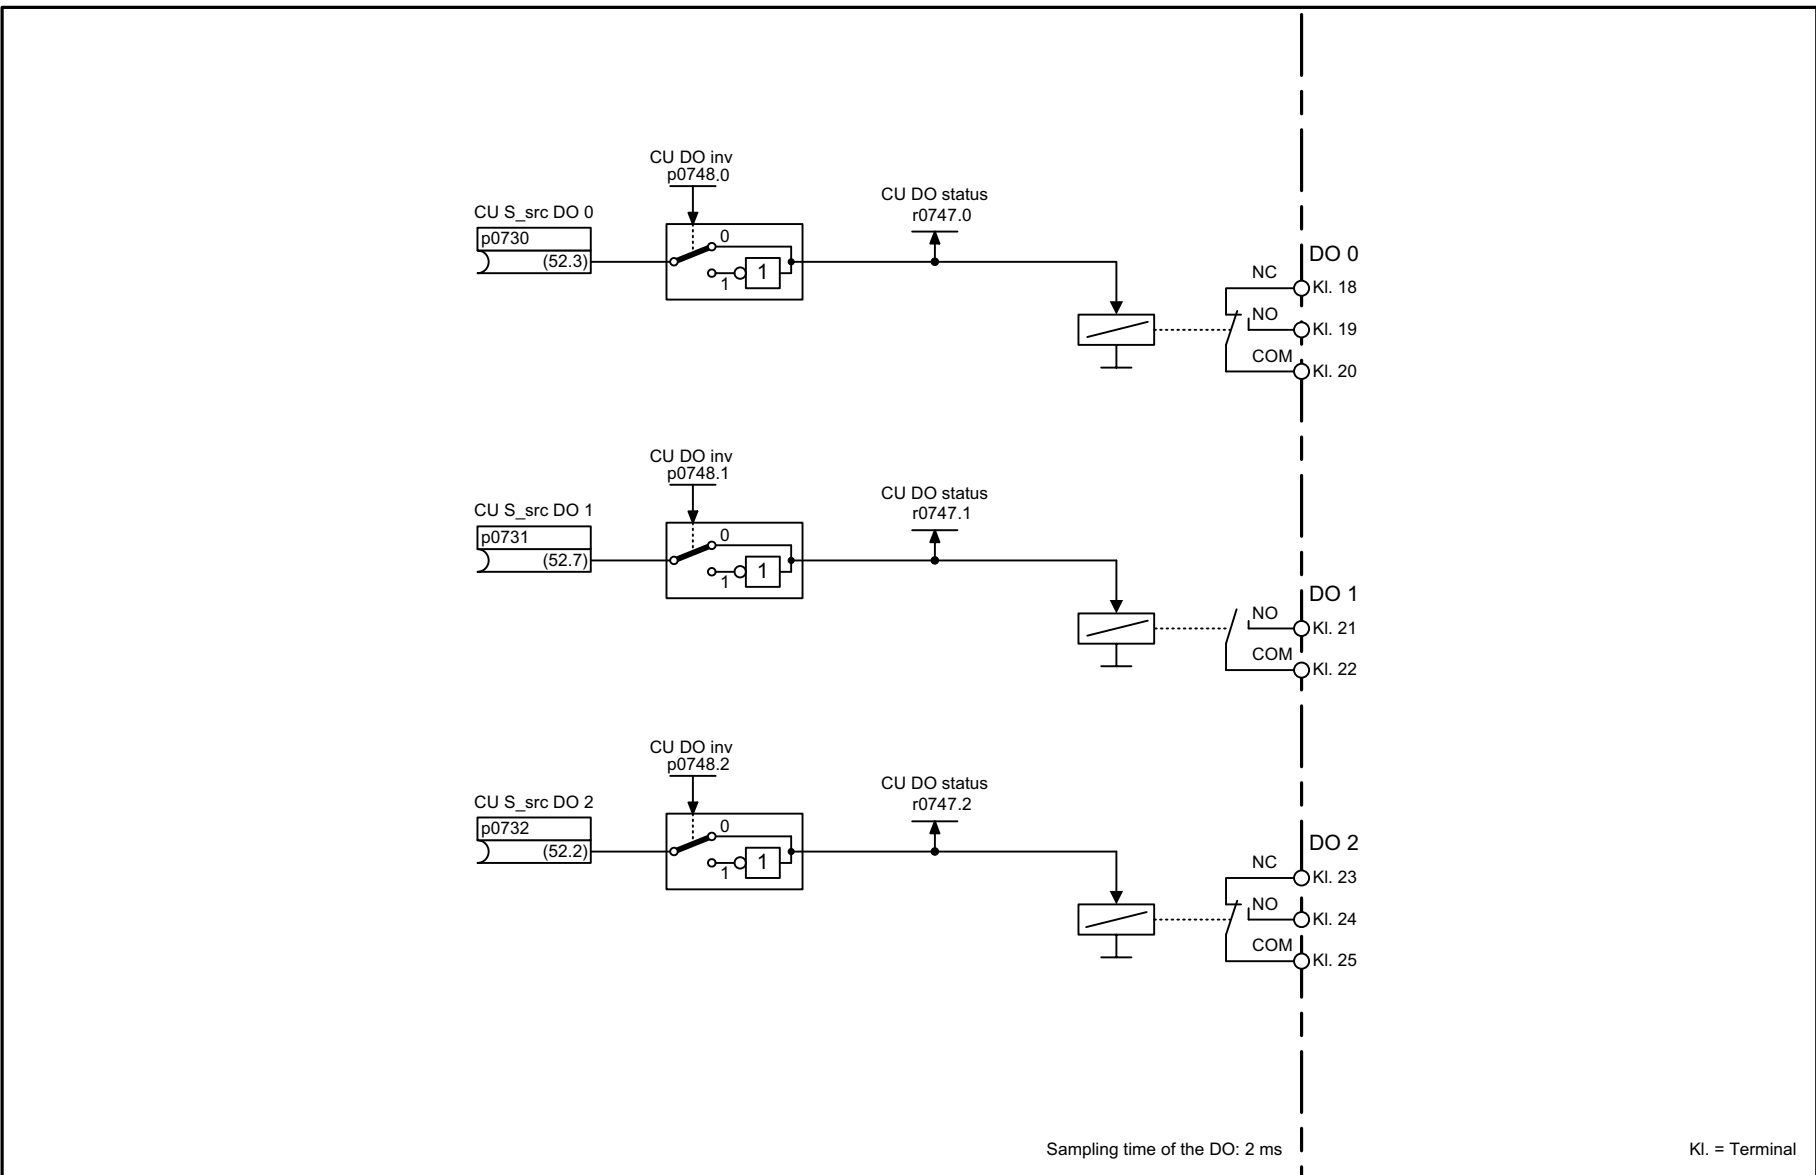 CU DO inv
p0748.0
CU DO status
r0747.0
CU S_src DO 0
p0730
(52.3)
0
1
1
DO 0
NC
Kl. 18
NO
Kl. 19
COM
Kl. 20
CU DO inv
p0748.1
CU DO status
r0747.1
CU S_src DO 1
p0731
(52.7)
0
1
1
DO 1
NO
Kl. 21
COM
Kl. 22
CU DO inv
p0748.2
CU DO status
r0747.2
CU S_src DO 2
p0732
(52.2)
0
1
1
DO 2
NC
Kl. 23
NO
Kl. 24
COM
Kl. 25
Sampling time of the DO: 2 ms
Kl. = Terminal